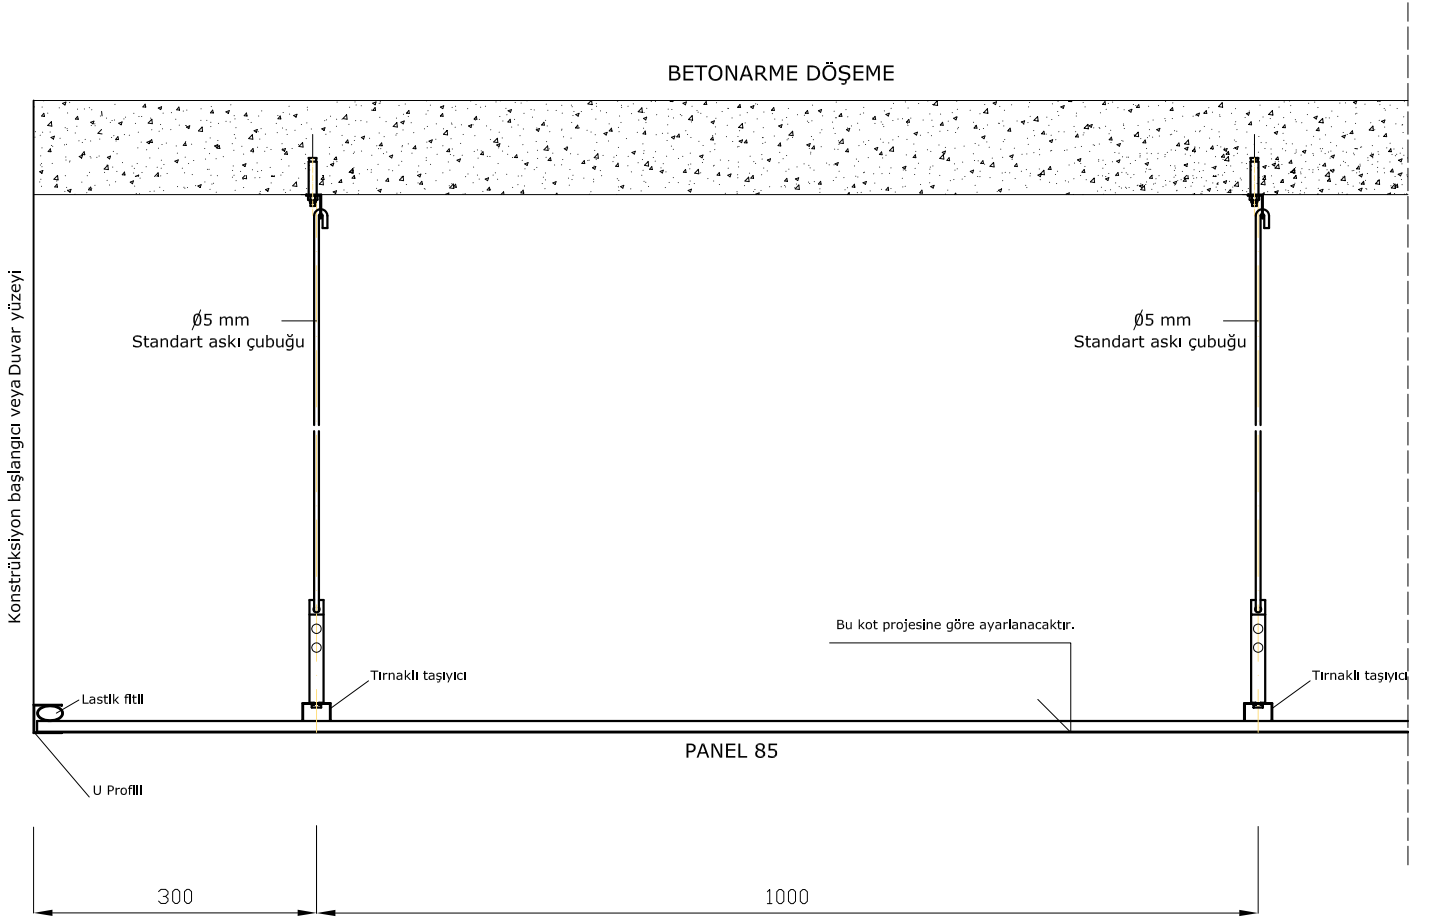 BETONARME DÖŞEME
Konstrüksiyon başlangıcı veya Duvar yüzeyi
Ø5 mm
Standart askı çubuğu
Ø5 mm
Standart askı çubuğu
Bu kot projesine göre ayarlanacaktır.
Tırnaklı taşıyıcı
Tırnaklı taşıyıcı
Lastik fitil
PANEL 85
U Profili
300
1000